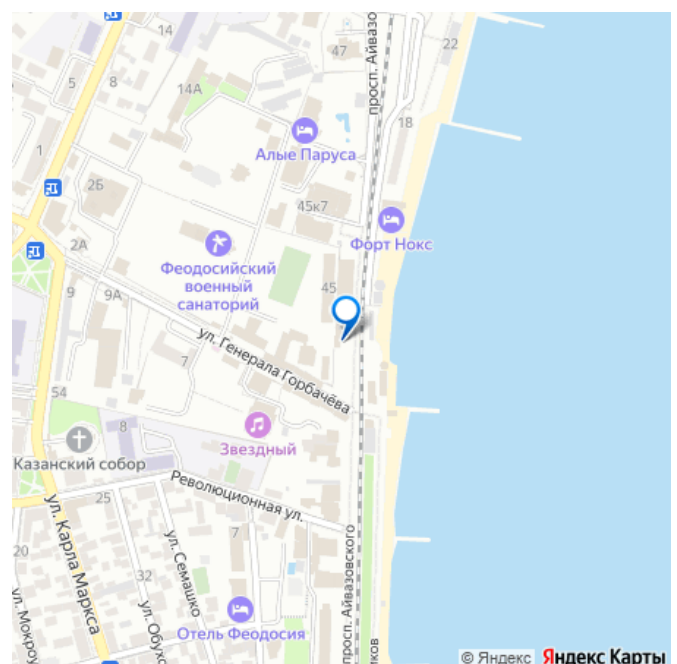 14
47
просп. Айвазо
22
5
8
14А
18
Алые Паруса
1
2Б
45к7
2А
Форт Нокс
Феодосийский
военный
санаторий
45
9
9А
ул. Генерала Горбачёва
7
54
8
Звездный
Казанский собор
25
Революционная ул.
ул. Карла Маркса
7
20
ул. Семашко
32
просп. Айвазовского
ул. Мокроу
ул. Обухо
Отель Феодосия
ков
© Яндекс Яндекс Карты